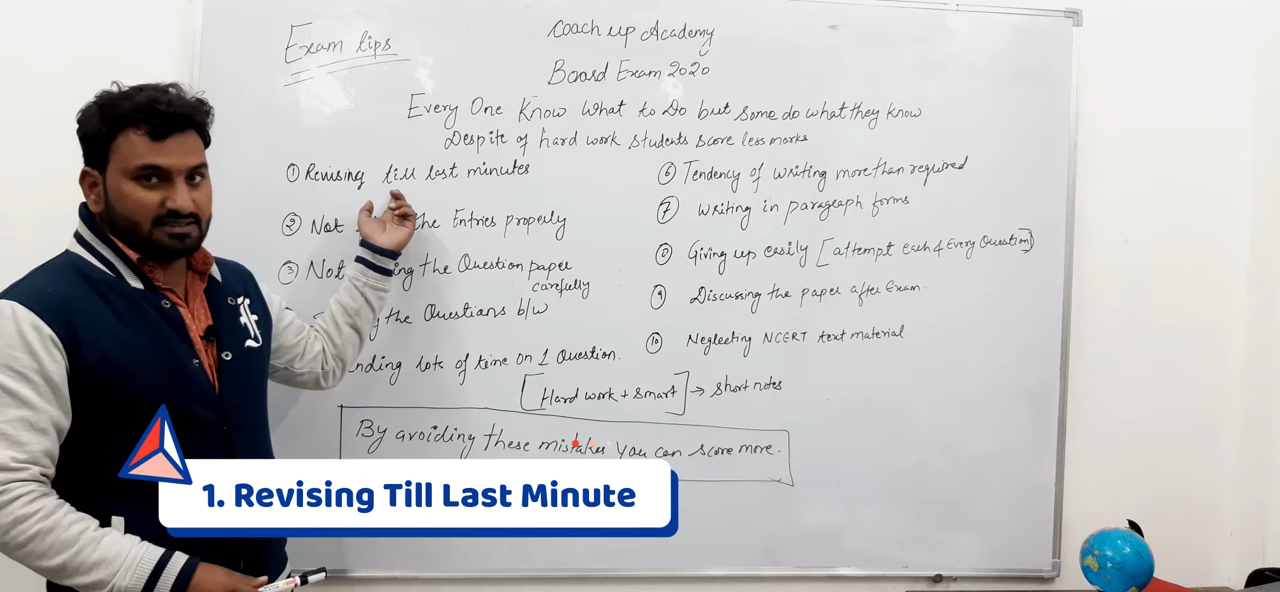 Exam tips
Coach up Academy
Board Exam 2020
Every One Know What to Do but some do what they know
Despite of hard work students score less marks
① Revising till last minutes
② Not the Entries properly
③ Not the Question paper
carefully
the Questions b/w
lots of time on 1 Question.
⑥ Tendency of writing more than required
⑦ Writing in paragraph forms
Giving up easily [attempt each & Every Question]
⑨ Discussing the paper after Exam.
⑩ Neglecting NCERT text material
[Hard work + smart] → short notes
By avoiding these mistakes you can score more.
1. Revising Till Last Minute